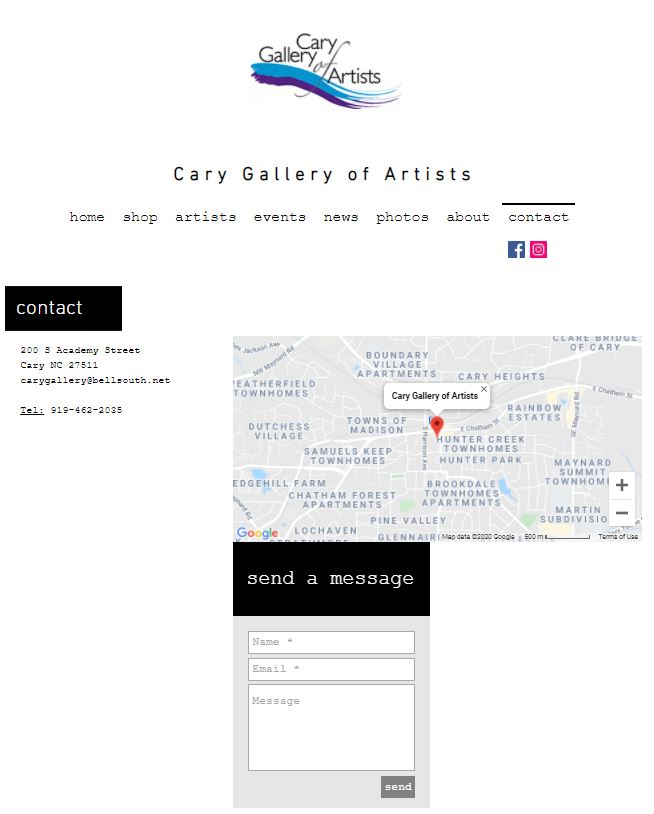 Cary
Gallery of
Artists
Cary Gallery of Artists
home shop artists events news photos about contact
contact
200 S Academy Street
Cary NC 27511
carygallery@bellsouth.net
Tel: 919-462-2035
Jackson Ave
NW Maynard Rd
CLARE BRIDGE
OF CARY
BOUNDARY
VILLAGE
APARTMENTS
CARY HEIGHTS
WEATHERFIELD
TOWNHOMES
E Chatham St
Cary Gallery of Artists
×
RAINBOW
ESTATES
TOWNS OF
MADISON
DUTCHESS
VILLAGE
S Harrison Ave
E Chatham St
SE Maynard Rd
HUNTER CREEK
TOWNHOMES
HUNTER PARK
SAMUELS KEEP
TOWNHOMES
MAYNARD
SUMMIT
TOWNHOM
EDGEHILL FARM
CHATHAM FOREST
APARTMENTS
BROOKDALE
TOWNHOMES
APARTMENTS
+
−
MARTIN
SUBDIVISIO
PINE VALLEY
LOCHAVEN
GLENNAIR
Google
Map data ©2020 Google 500 m Terms of Use
send a message
Name *
Email *
Message
send